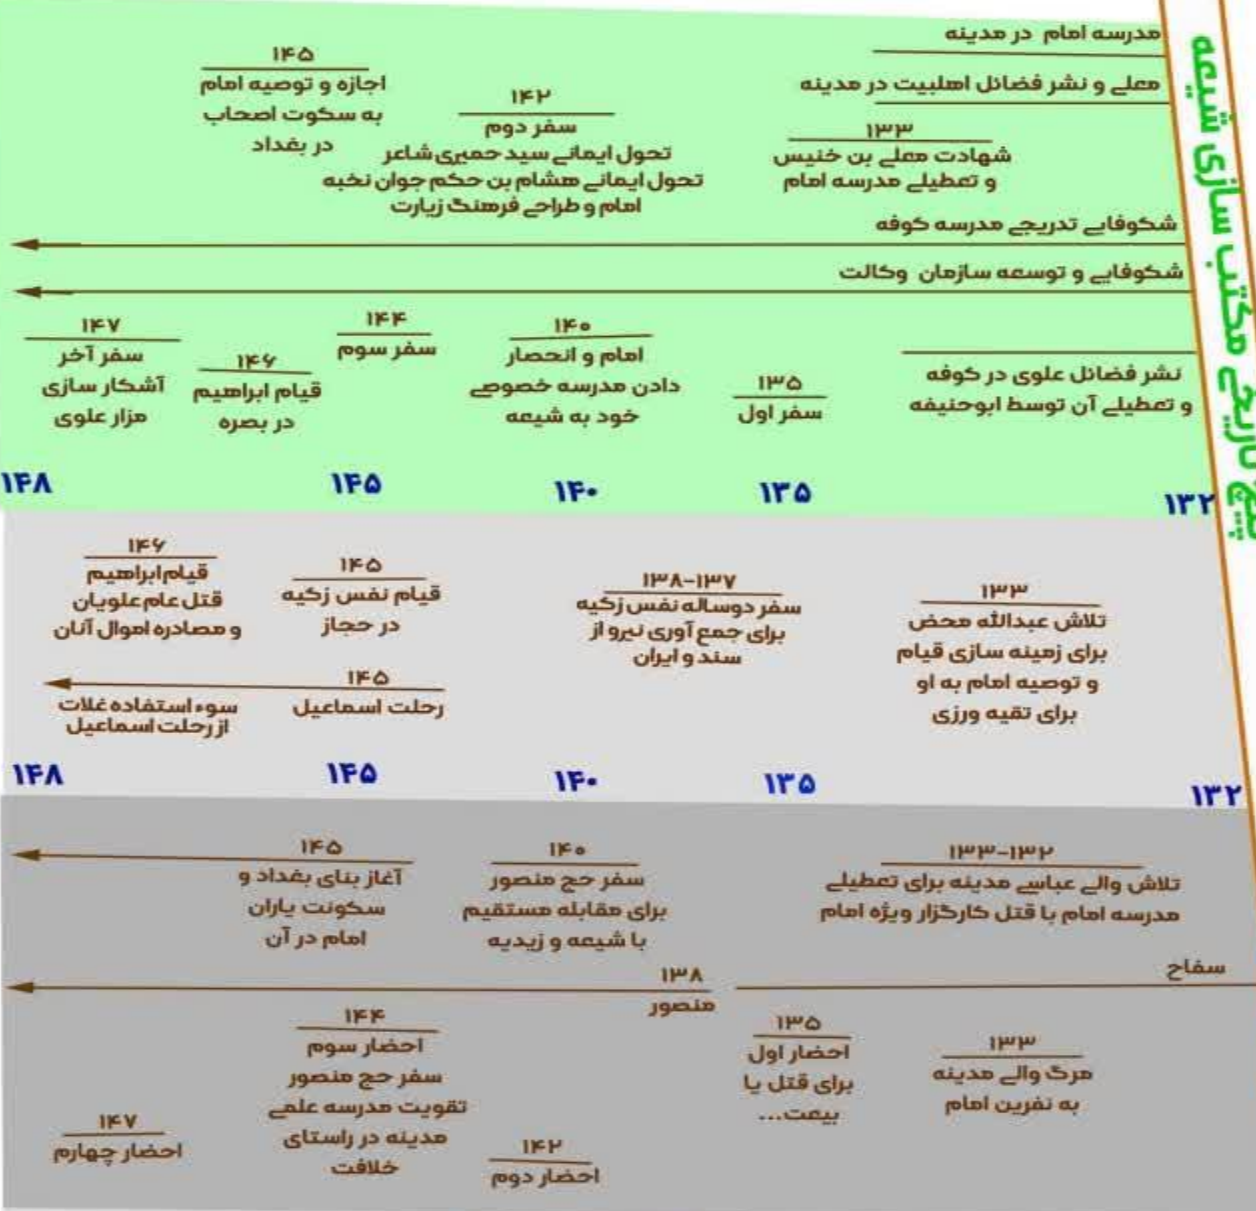 پیچ تاریخی مکتب سازی شیعه
مدرسه امام در مدینه
معلی و نشر فضائل اهلبیت در مدینه
۱۳۳
شهادت معلی بن خنیس
و تعطیلی مدرسه امام
۱۴۲
سفر دوم
تحول ایمانی سید حمیری شاعر
تحول ایمانی هشام بن حکم جوان نخبه
امام و طراحی فرهنگ زیارت
۱۴۵
اجازه و توصیه امام
به سکوت اصحاب
در بغداد
شکوفایی تدریجی مدرسه کوفه
شکوفایی و توسعه سازمان وکالت
نشر فضائل علوی در کوفه
و تعطیلی آن توسط ابوحنیفه
۱۳۵
سفر اول
۱۴۰
امام و انحصار
دادن مدرسه خصوصی
خود به شیعه
۱۴۴
سفر سوم
۱۴۶
قیام ابراهیم
در بصره
۱۴۷
سفر آخر
آشکار سازی
مزار علوی
۱۳۲ ۱۳۵ ۱۴۰ ۱۴۵ ۱۴۸
۱۳۳
تلاش عبدالله محض
برای زمینه سازی قیام
و توصیه امام به او
برای تقیه ورزی
۱۳۷-۱۳۸
سفر دوساله نفس زکیه
برای جمع آوری نیرو از
سند و ایران
۱۴۵
قیام نفس زکیه
در حجاز
۱۴۶
قیام ابراهیم
قتل عام علویان
و مصادره اموال آنان
۱۴۵
رحلت اسماعیل
سوء استفاده غلات
از رحلت اسماعیل
۱۳۲ ۱۳۵ ۱۴۰ ۱۴۵ ۱۴۸
۱۳۲-۱۳۳
تلاش والی عباسی مدینه برای تعطیلی
مدرسه امام با قتل کارگزار ویژه امام
۱۴۰
سفر حج منصور
برای مقابله مستقیم
با شیعه و زیدیه
۱۴۵
آغاز بنای بغداد و
سکونت یاران
امام در آن
سفاح
۱۳۸
منصور
۱۳۳
مرگ والی مدینه
به نفرین امام
۱۳۵
احضار اول
برای قتل یا
بیعت...
۱۴۲
احضار دوم
۱۴۴
احضار سوم
سفر حج منصور
تقویت مدرسه علمی
مدینه در راستای
خلافت
۱۴۷
احضار چهارم